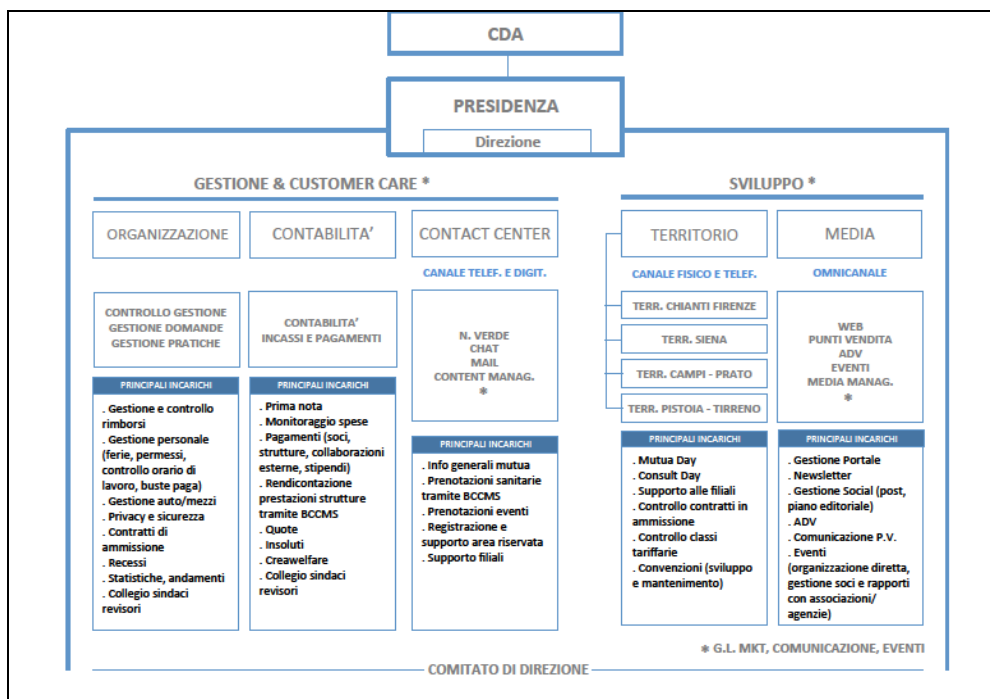 CDA
PRESIDENZA
Direzione
GESTIONE & CUSTOMER CARE *
ORGANIZZAZIONE
CONTROLLO GESTIONE
GESTIONE DOMANDE
GESTIONE PRATICHE
PRINCIPALI INCARICHI
. Gestione e controllo
rimborsi
. Gestione personale
(ferie, permessi,
controllo orario di
lavoro, buste paga)
. Gestione auto/mezzi
. Privacy e sicurezza
. Contratti di
ammissione
. Recessi
. Statistiche, andamenti
. Collegio sindaci
revisori
CONTABILITA'
CONTABILITA'
INCASSI E PAGAMENTI
PRINCIPALI INCARICHI
. Prima nota
. Monitoraggio spese
. Pagamenti (soci,
strutture, collaborazioni
esterne, stipendi)
. Rendicontazione
prestazioni strutture
tramite BCCMS
. Quote
. Insoluti
. Creawelfare
. Collegio sindaci
revisori
CONTACT CENTER
CANALE TELEF. E DIGIT.
N. VERDE
CHAT
MAIL
CONTENT MANAG.
*
PRINCIPALI INCARICHI
. Info generali mutua
. Prenotazioni sanitarie
tramite BCCMS
. Prenotazioni eventi
. Registrazione e
supporto area riservata
. Supporto filiali
SVILUPPO *
TERRITORIO
CANALE FISICO E TELEF.
TERR. CHIANTI FIRENZE
TERR. SIENA
TERR. CAMPI - PRATO
TERR. PISTOIA - TIRRENO
PRINCIPALI INCARICHI
. Mutua Day
. Consult Day
. Supporto alle filiali
. Controllo contratti in
ammissione
. Controllo classi
tariffarie
. Convenzioni (sviluppo
e mantenimento)
MEDIA
OMNICANALE
WEB
PUNTI VENDITA
ADV
EVENTI
MEDIA MANAG.
*
PRINCIPALI INCARICHI
. Gestione Portale
. Newsletter
. Gestione Social (post,
piano editoriale)
. ADV
. Comunicazione P.V.
. Eventi
(organizzazione diretta,
gestione soci e rapporti
con associazioni/
agenzie)
* G.L. MKT, COMUNICAZIONE, EVENTI
COMITATO DI DIREZIONE